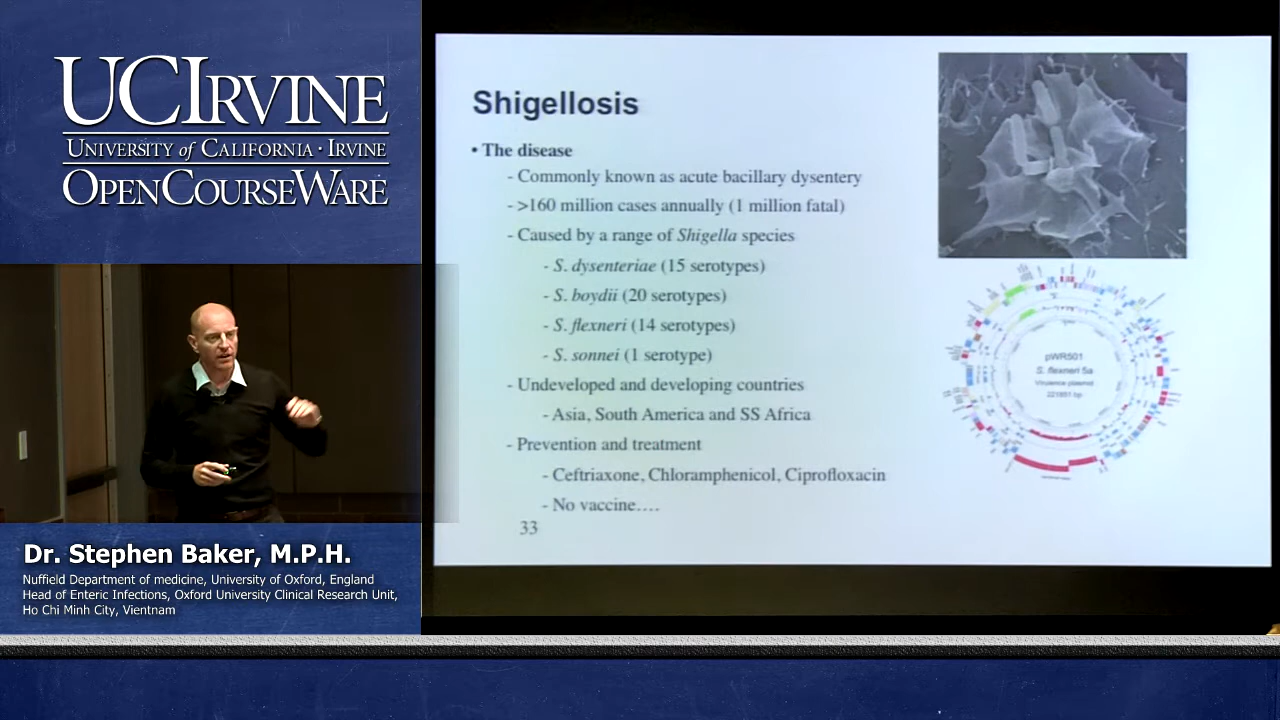 UCIRVINE
UNIVERSITY of CALIFORNIA · IRVINE
OPENCOURSEWARE
Dr. Stephen Baker, M.P.H.
Nuffield Department of medicine, University of Oxford, England
Head of Enteric Infections, Oxford University Clinical Research Unit,
Ho Chi Minh City, Vientnam
Shigellosis
• The disease
- Commonly known as acute bacillary dysentery
- >160 million cases annually (1 million fatal)
- Caused by a range of Shigella species
- S. dysenteriae (15 serotypes)
- S. boydii (20 serotypes)
- S. flexneri (14 serotypes)
- S. sonnei (1 serotype)
- Undeveloped and developing countries
- Asia, South America and SS Africa
- Prevention and treatment
- Ceftriaxone, Chloramphenicol, Ciprofloxacin
- No vaccine….
33
pWR501
S. flexneri 5a
Virulence plasmid
221851 bp